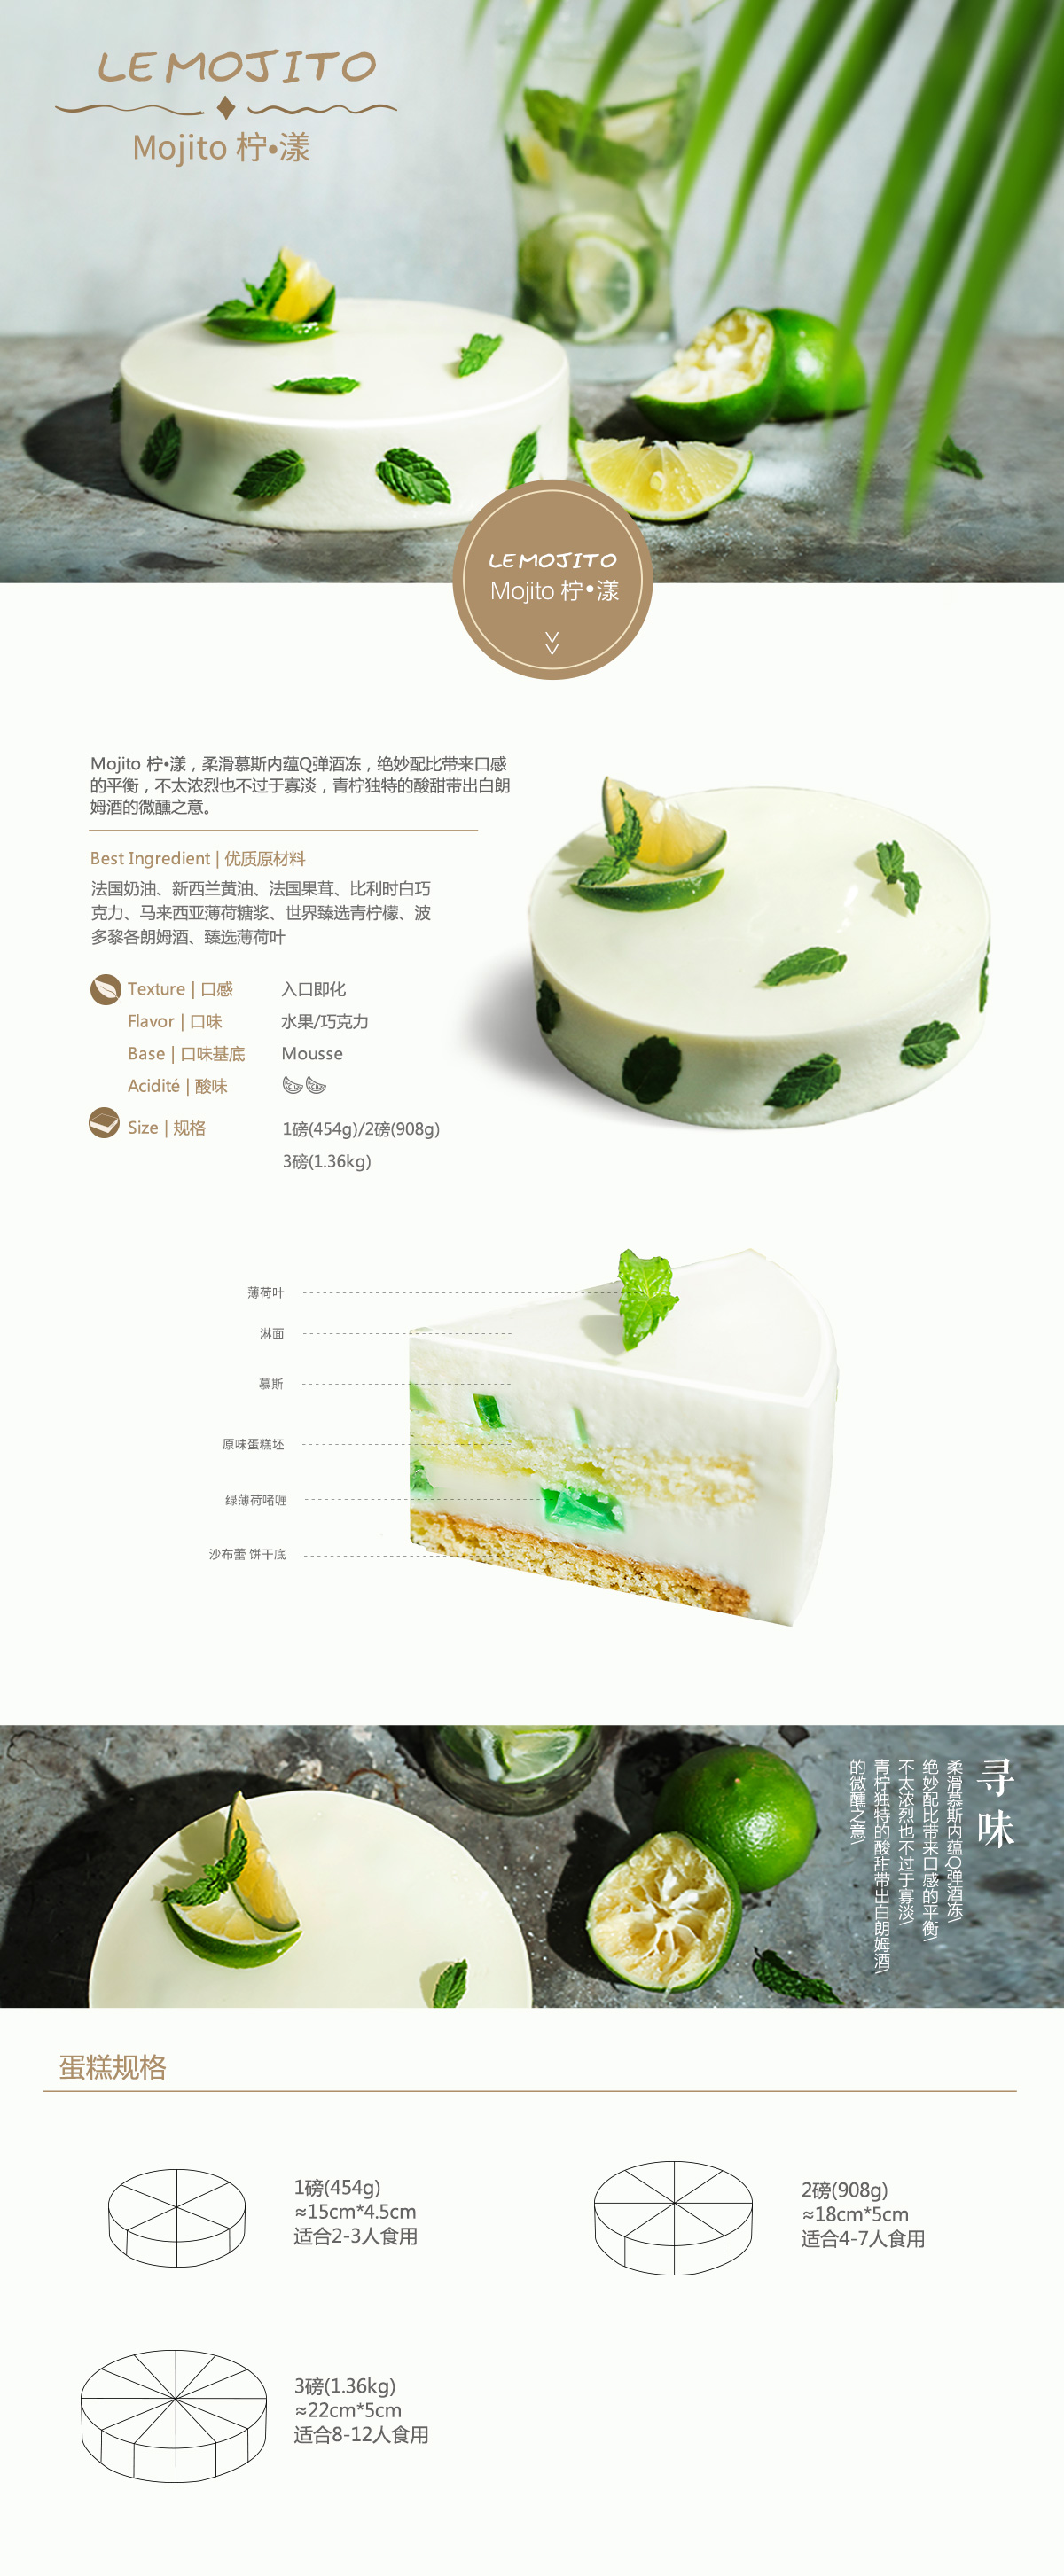 LE MOJITO
Mojito 柠•漾
LE MOJITO
Mojito 柠•漾
Mojito 柠•漾，柔滑慕斯内蕴Q弹酒冻，绝妙配比带来口感
的平衡，不太浓烈也不过于寡淡，青柠独特的酸甜带出白朗
姆酒的微醺之意。
Best Ingredient | 优质原材料
法国奶油、新西兰黄油、法国果茸、比利时白巧
克力、马来西亚薄荷糖浆、世界臻选青柠檬、波
多黎各朗姆酒、臻选薄荷叶
Texture | 口感 入口即化
Flavor | 口味 水果/巧克力
Base | 口味基底 Mousse
Acidité | 酸味
Size | 规格 1磅(454g)/2磅(908g)
3磅(1.36kg)
薄荷叶
淋面
慕斯
原味蛋糕坯
绿薄荷啫喱
沙布蕾 饼干底
寻味
柔滑慕斯内蕴Q弹酒冻/
绝妙配比带来口感的平衡/
不太浓烈也不过于寡淡/
青柠独特的酸甜带出白朗姆酒/
的微醺之意/
蛋糕规格
1磅(454g)
≈15cm*4.5cm
适合2-3人食用
2磅(908g)
≈18cm*5cm
适合4-7人食用
3磅(1.36kg)
≈22cm*5cm
适合8-12人食用